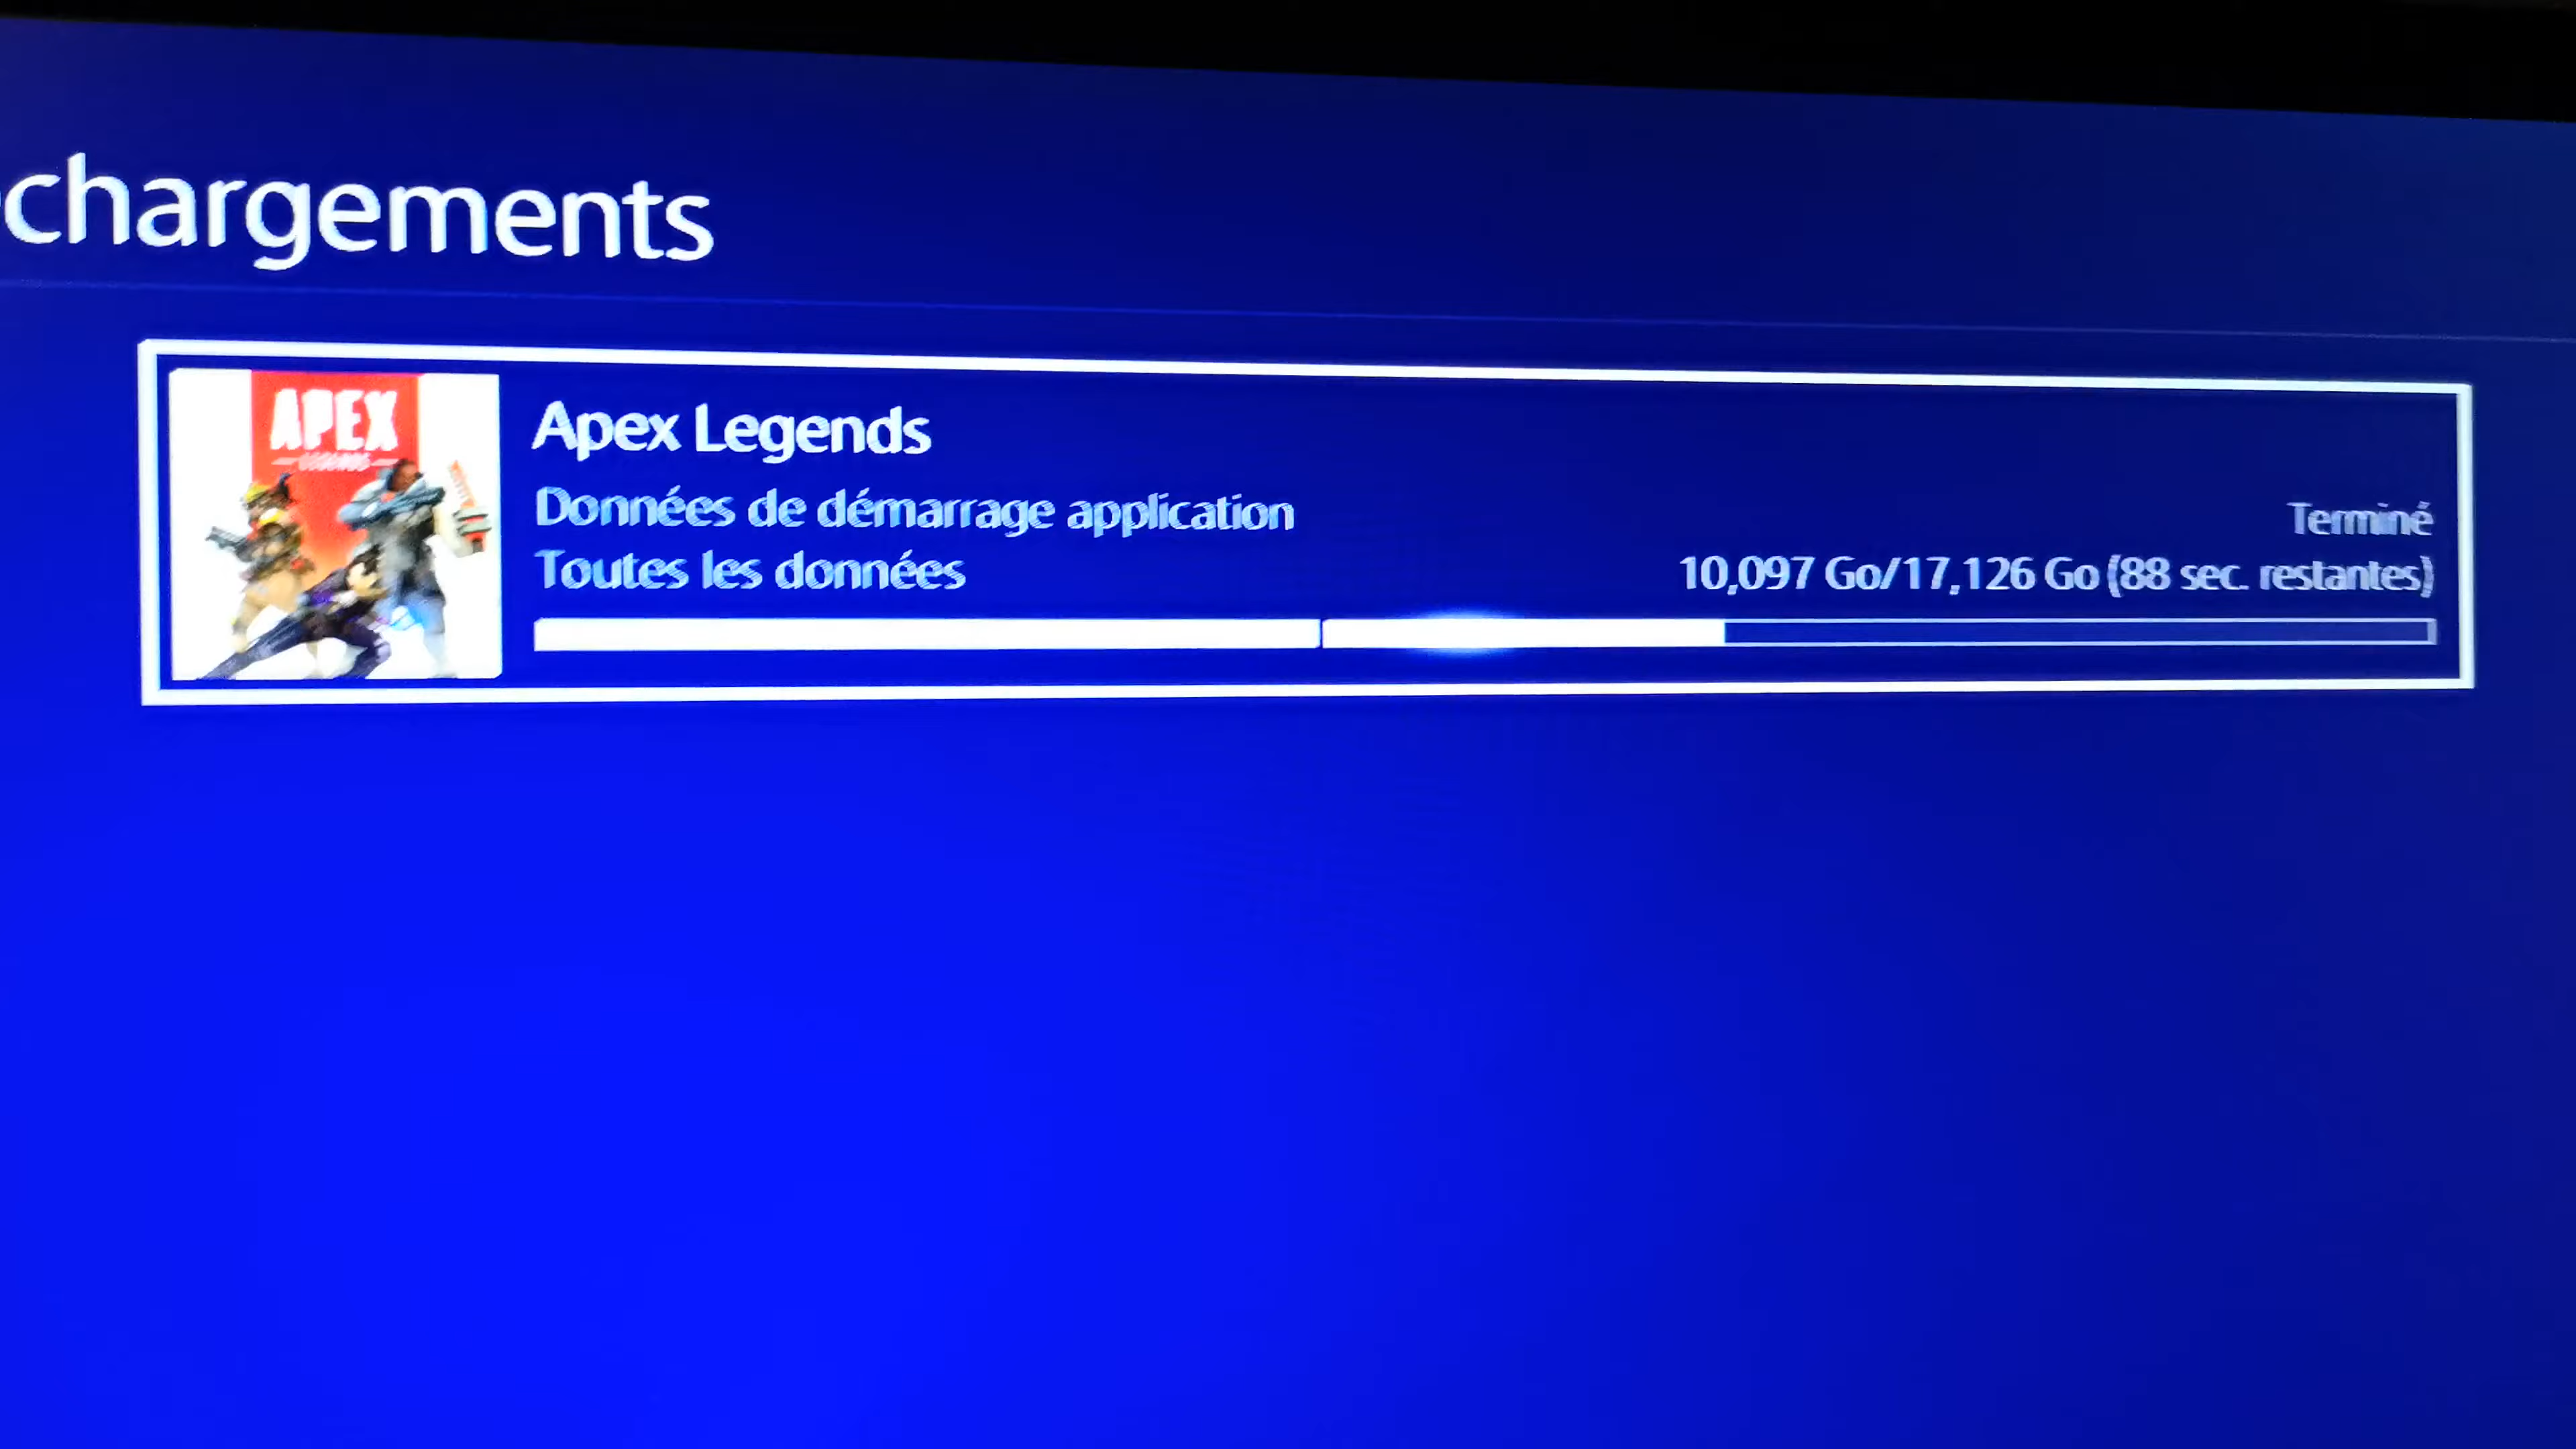 chargements
APEX
LEGENDS
Apex Legends
Données de démarrage application
Terminé
Toutes les données
10,097 Go/17,126 Go (88 sec. restantes)